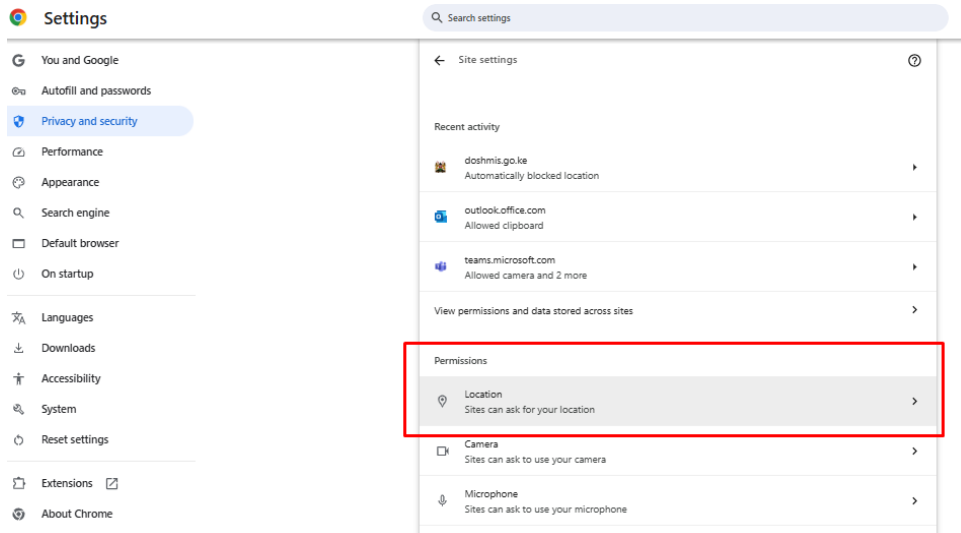 Settings
Search settings
You and Google
Autofill and passwords
Privacy and security
Performance
Appearance
Search engine
Default browser
On startup
Languages
Downloads
Accessibility
System
Reset settings
Extensions
About Chrome
Site settings
Recent activity
doshmis.go.ke
Automatically blocked location
outlook.office.com
Allowed clipboard
teams.microsoft.com
Allowed camera and 2 more
View permissions and data stored across sites
Permissions
Location
Sites can ask for your location
Camera
Sites can ask to use your camera
Microphone
Sites can ask to use your microphone